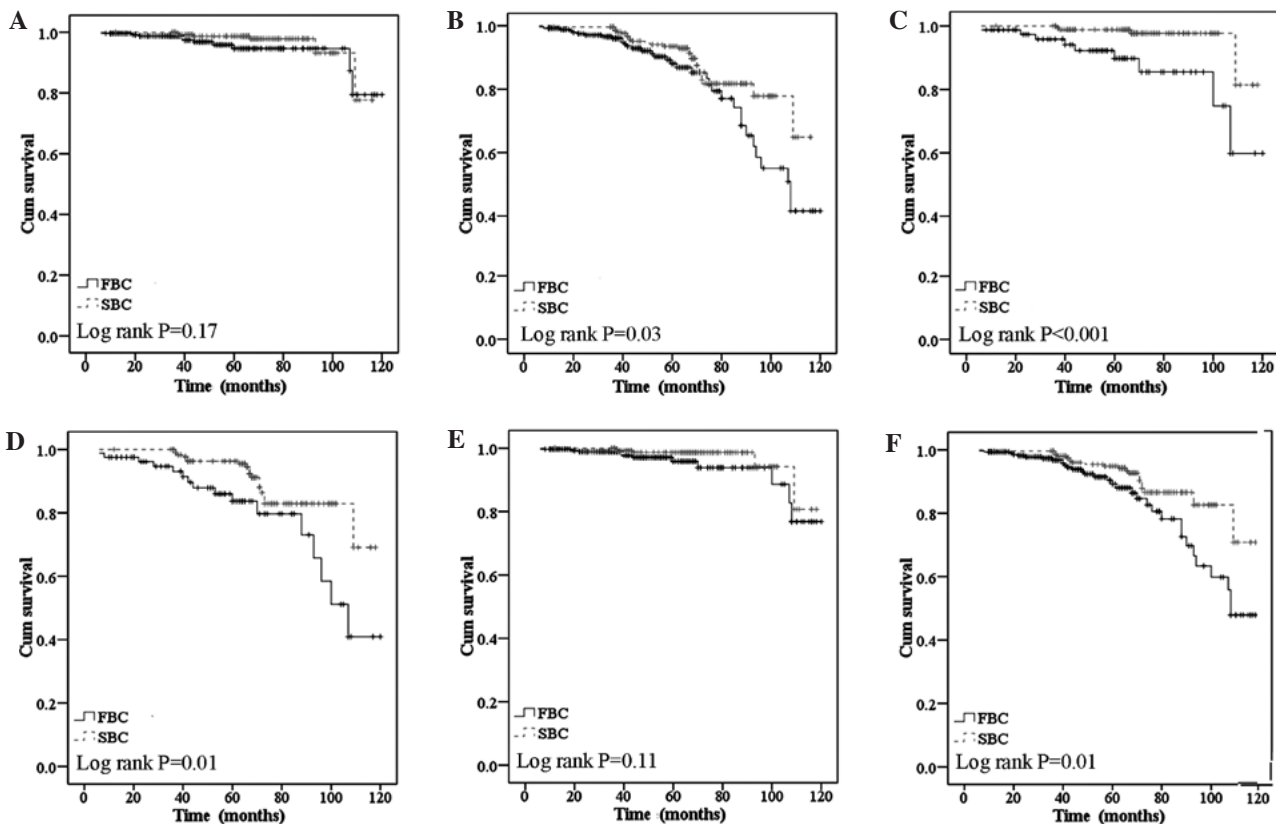 A
Cum survival
1.0
0.8
0.6
0.4
0.2
0.0
FBC
SBC
Log rank P=0.17
0 20 40 60 80 100 120
Time (months)
B
Cum survival
1.0
0.8
0.6
0.4
0.2
0.0
FBC
SBC
Log rank P=0.03
0 20 40 60 80 100 120
Time (months)
C
Cum survival
1.0
0.8
0.6
0.4
0.2
0.0
FBC
SBC
Log rank P<0.001
0 20 40 60 80 100 120
Time (months)
D
Cum survival
1.0
0.8
0.6
0.4
0.2
0.0
FBC
SBC
Log rank P=0.01
0 20 40 60 80 100 120
Time (months)
E
Cum survival
1.0
0.8
0.6
0.4
0.2
0.0
FBC
SBC
Log rank P=0.11
0 20 40 60 80 100 120
Time (months)
F
Cum survival
1.0
0.8
0.6
0.4
0.2
0.0
FBC
SBC
Log rank P=0.01
0 20 40 60 80 100 120
Time (months)